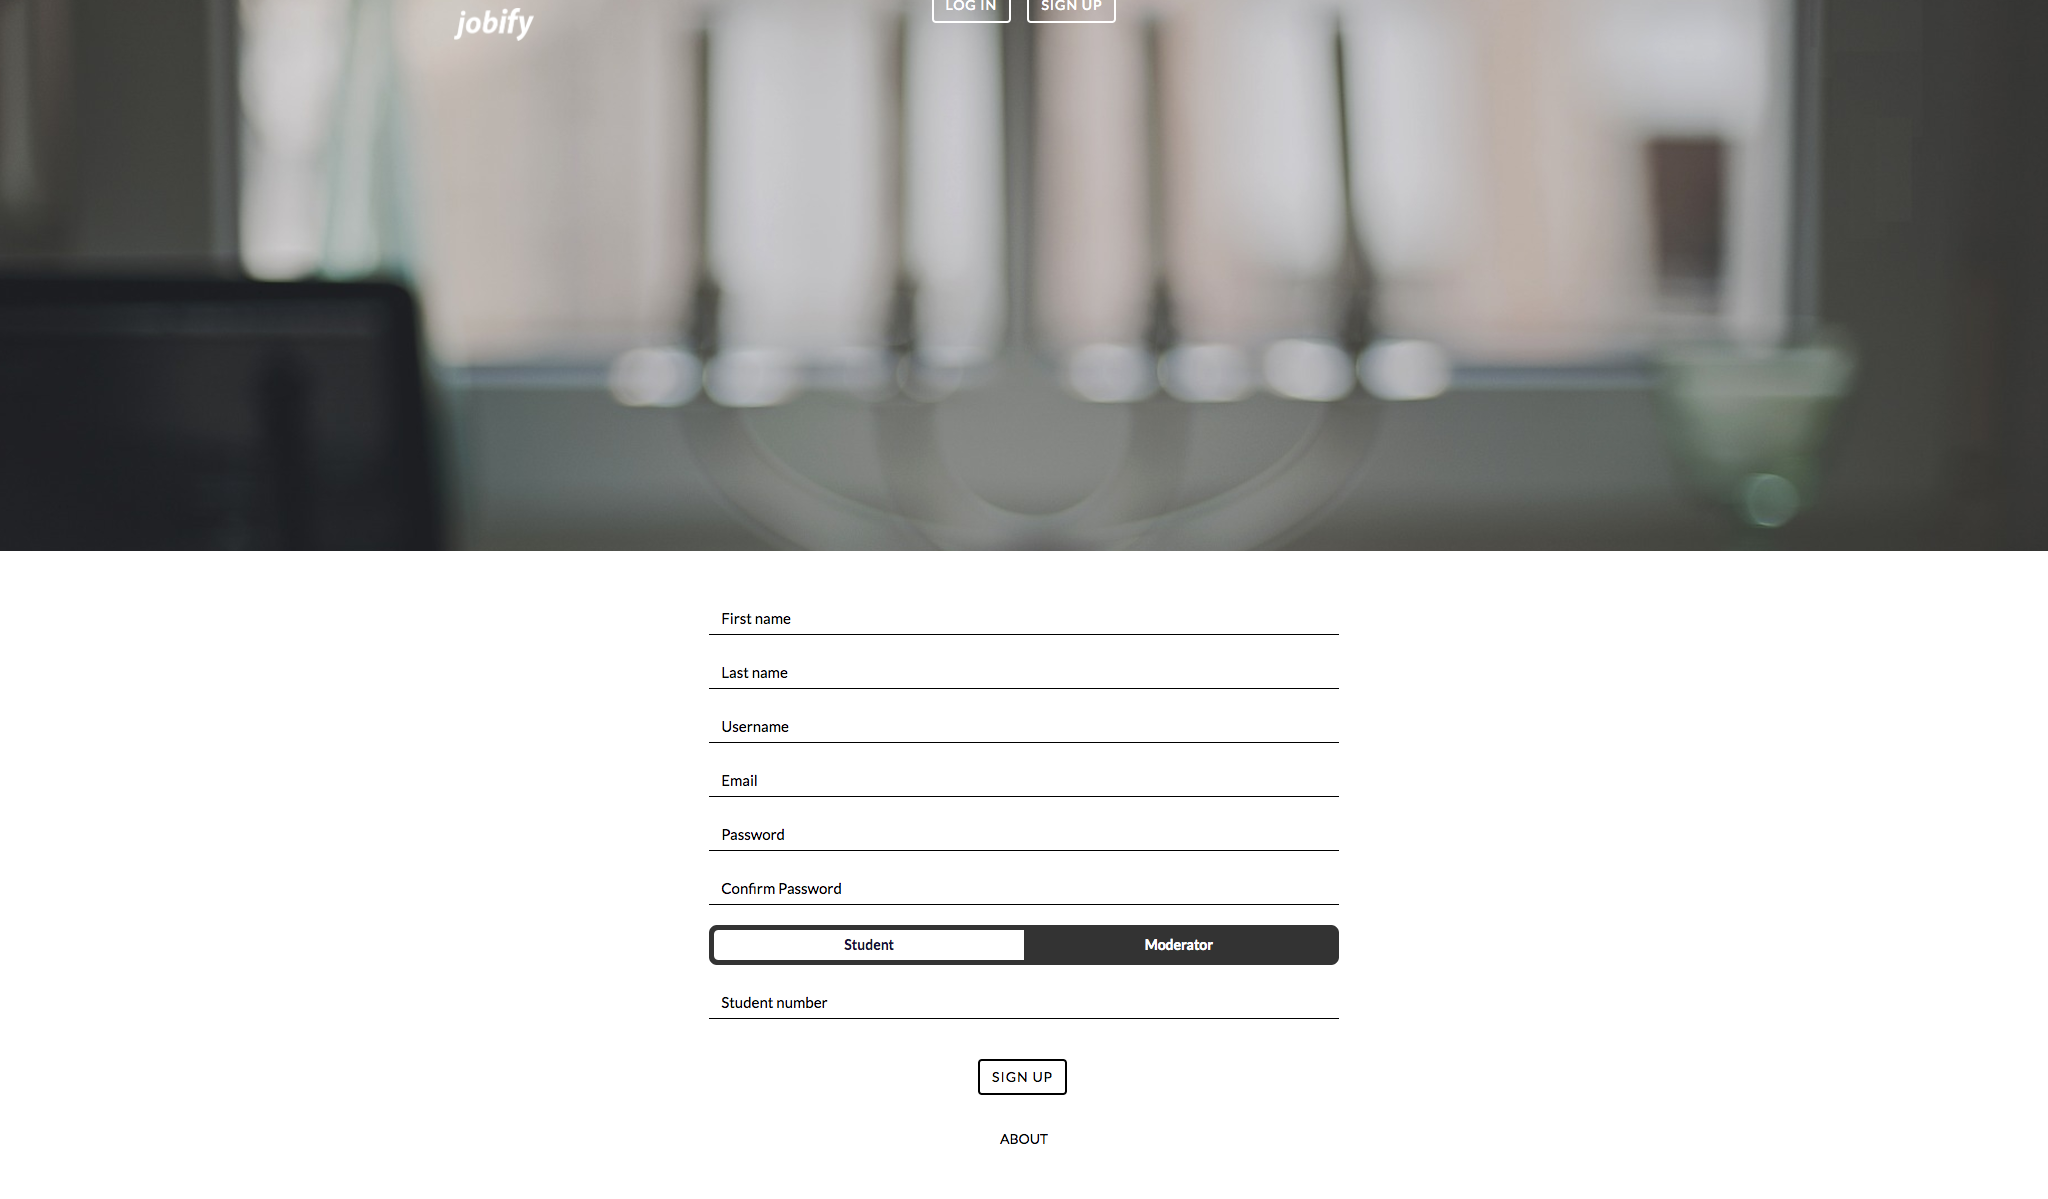 jobify
LOG IN SIGN UP
First name
Last name
Username
Email
Password
Confirm Password
Student Moderator
Student number
SIGN UP
ABOUT